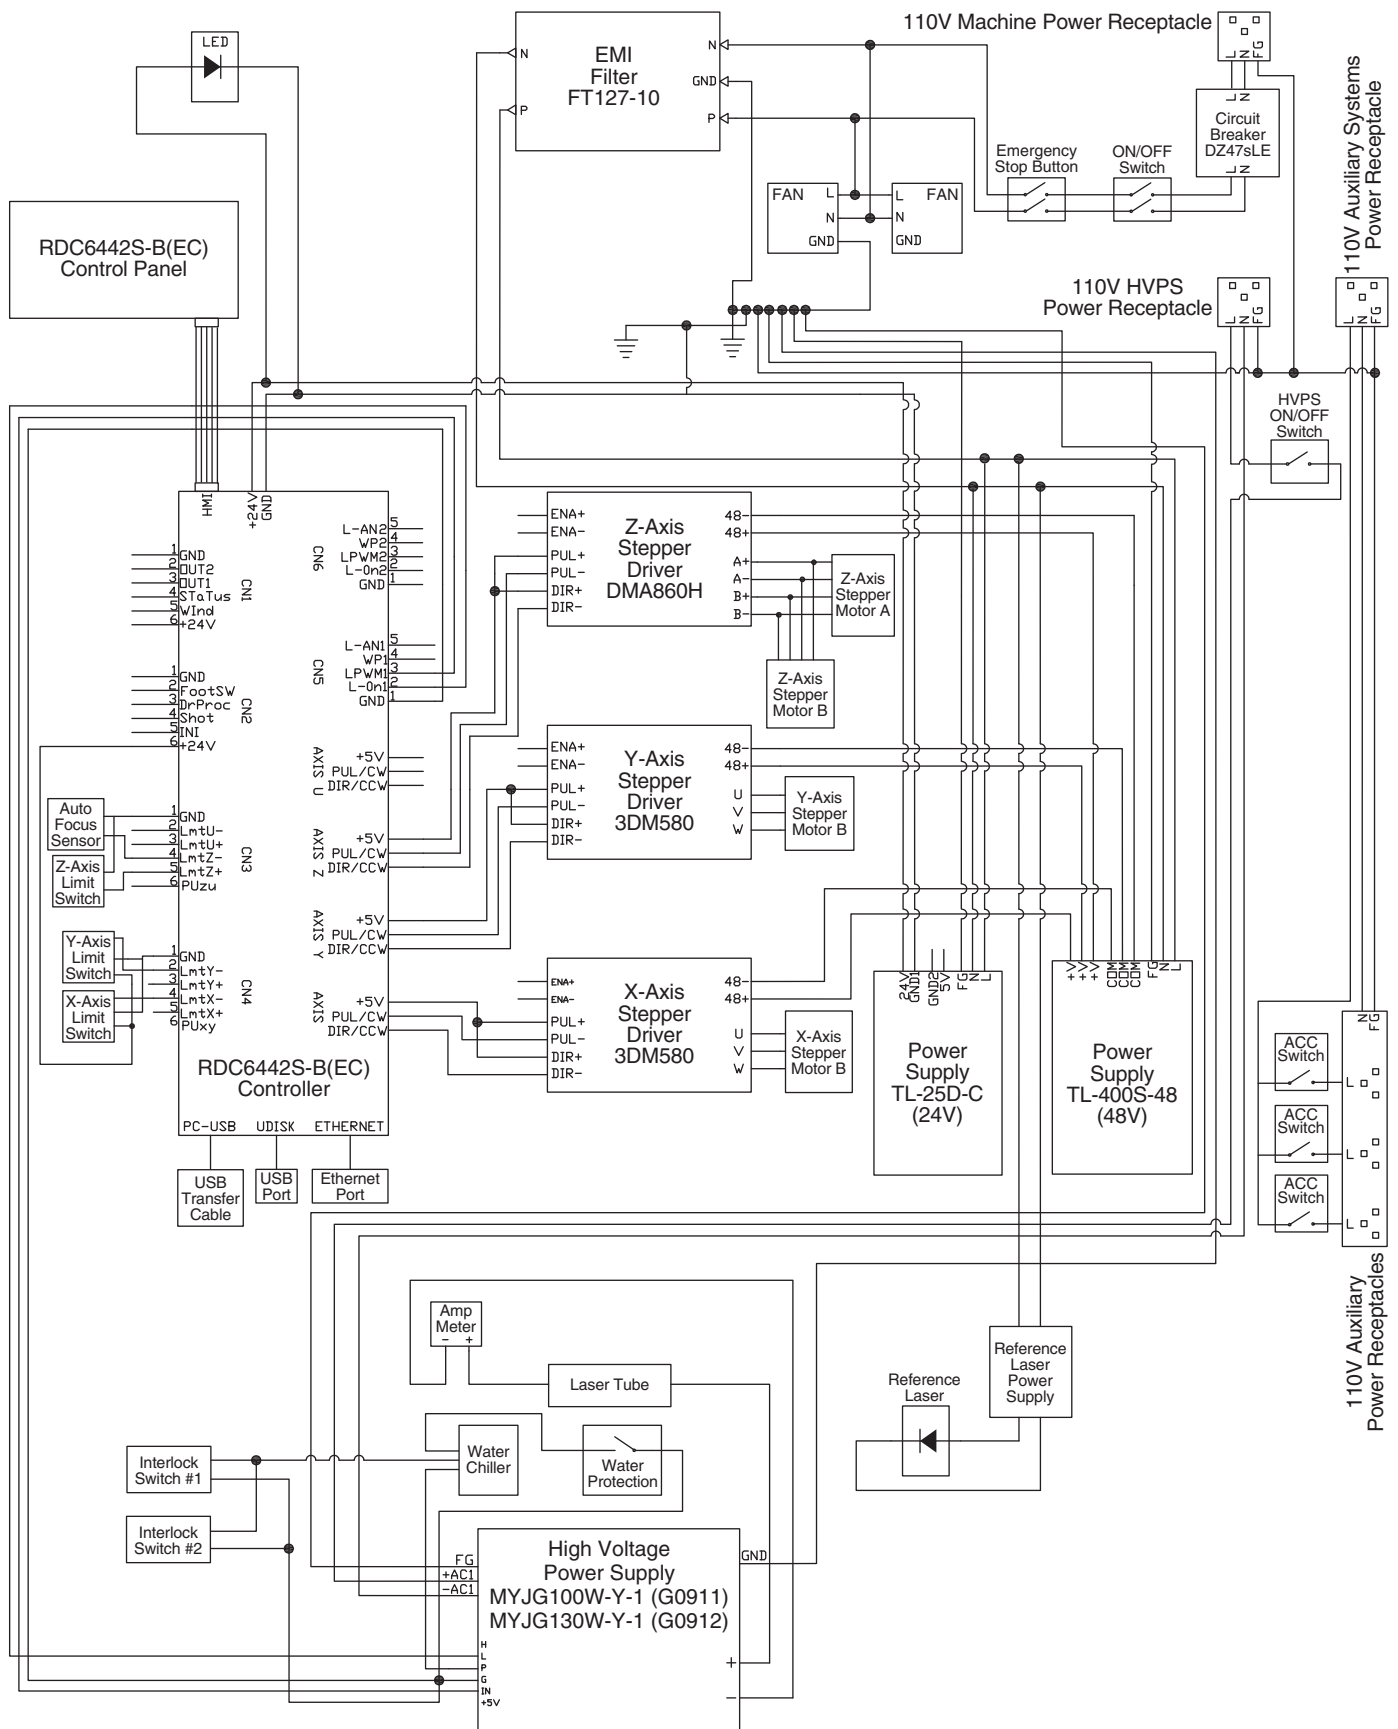 110V Machine Power Receptacle
L
N
FG
L
N
Circuit
Breaker
DZ47sLE
L
N
LED
N
P
EMI
Filter
FT127-10
N
GND
P
Emergency
Stop Button
ON/OFF
Switch
110V Auxiliary Systems
Power Receptacle
FAN
L
N
GND
FAN
L
N
GND
RDC6442S-B(EC)
Control Panel
110V HVPS
Power Receptacle
L
N
FG
L
N
FG
HVPS
ON/OFF
Switch
HMI
+24V
GND
CN1
1 GND
2 OUT2
3 OUT1
4 STaTus
5 WInd
6 +24V
CN2
1 GND
2 FootSW
3 DrProc
4 Shot
5 INI
6 +24V
CN3
1 GND
2 LmtU-
3 LmtU+
4 LmtZ-
5 LmtZ+
6 PUzu
CN4
1 GND
2 LmtY-
3 LmtY+
4 LmtX-
5 LmtX+
6 PUxy
CN6
L-AN2 5
WP2 4
LPWM2 3
L-On2 2
GND 1
CN5
L-AN1 5
WP1 4
LPWM1 3
L-On1 2
GND 1
AXIS U
+5V
PUL/CW
DIR/CCW
AXIS Z
+5V
PUL/CW
DIR/CCW
AXIS Y
+5V
PUL/CW
DIR/CCW
AXIS
+5V
PUL/CW
DIR/CCW
RDC6442S-B(EC)
Controller
PC-USB
UDISK
ETHERNET
USB
Transfer
Cable
USB
Port
Ethernet
Port
Auto
Focus
Sensor
Z-Axis
Limit
Switch
Y-Axis
Limit
Switch
X-Axis
Limit
Switch
ENA+
ENA-
PUL+
PUL-
DIR+
DIR-
Z-Axis
Stepper
Driver
DMA860H
48-
48+
A+
A-
B+
B-
Z-Axis
Stepper
Motor A
Z-Axis
Stepper
Motor B
ENA+
ENA-
PUL+
PUL-
DIR+
DIR-
Y-Axis
Stepper
Driver
3DM580
48-
48+
U
V
W
Y-Axis
Stepper
Motor B
ENA+
ENA-
PUL+
PUL-
DIR+
DIR-
X-Axis
Stepper
Driver
3DM580
48-
48+
U
V
W
X-Axis
Stepper
Motor B
24V
GND1
GND2
5V
FG
N
L
Power
Supply
TL-25D-C
(24V)
+V
+V
+V
COM
COM
COM
FG
N
L
Power
Supply
TL-400S-48
(48V)
N
FG
ACC
Switch
L
ACC
Switch
L
ACC
Switch
L
110V Auxiliary
Power Receptacles
Amp
Meter
- +
Laser Tube
Reference
Laser
Reference
Laser
Power
Supply
Water
Chiller
Water
Protection
Interlock
Switch #1
Interlock
Switch #2
High Voltage
Power Supply
MYJG100W-Y-1 (G0911)
MYJG130W-Y-1 (G0912)
FG
+AC1
-AC1
H
L
P
G
IN
+5V
GND
+
-